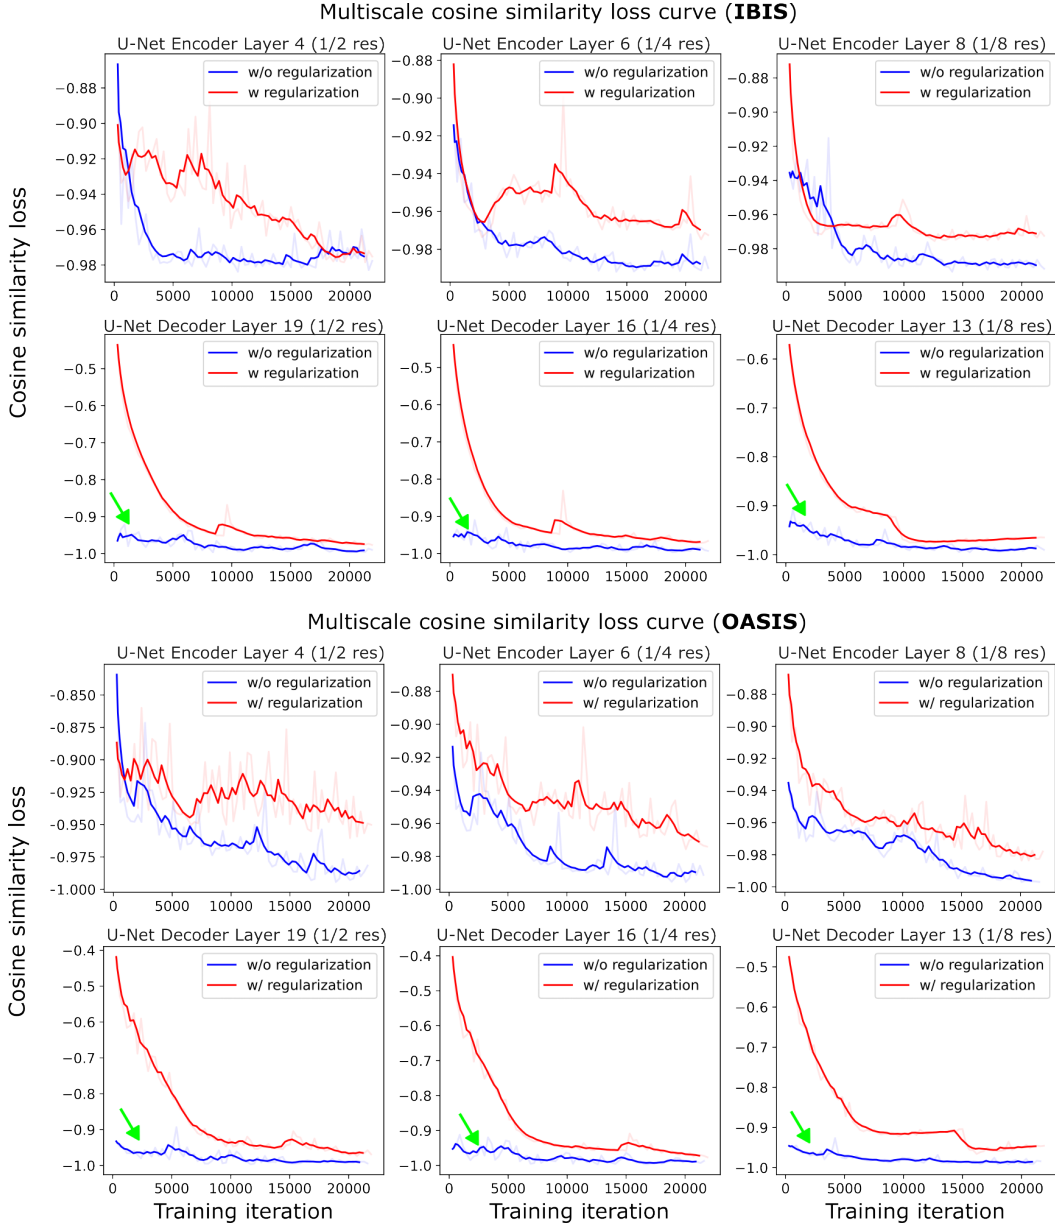 Multiscale cosine similarity loss curve (IBIS)
U-Net Encoder Layer 4 (1/2 res)
w/o regularization
w regularization
−0.88
−0.90
−0.92
−0.94
−0.96
−0.98
0 5000 10000 15000 20000
U-Net Encoder Layer 6 (1/4 res)
w/o regularization
w regularization
−0.88
−0.90
−0.92
−0.94
−0.96
−0.98
0 5000 10000 15000 20000
U-Net Encoder Layer 8 (1/8 res)
w/o regularization
w regularization
−0.88
−0.90
−0.92
−0.94
−0.96
−0.98
0 5000 10000 15000 20000
Cosine similarity loss
U-Net Decoder Layer 19 (1/2 res)
w/o regularization
w regularization
−0.5
−0.6
−0.7
−0.8
−0.9
−1.0
0 5000 10000 15000 20000
U-Net Decoder Layer 16 (1/4 res)
w/o regularization
w regularization
−0.5
−0.6
−0.7
−0.8
−0.9
−1.0
0 5000 10000 15000 20000
U-Net Decoder Layer 13 (1/8 res)
w/o regularization
w regularization
−0.6
−0.7
−0.8
−0.9
−1.0
0 5000 10000 15000 20000
Multiscale cosine similarity loss curve (OASIS)
U-Net Encoder Layer 4 (1/2 res)
w/o regularization
w/ regularization
-0.850
-0.875
-0.900
-0.925
-0.950
-0.975
-1.000
0 5000 10000 15000 20000
U-Net Encoder Layer 6 (1/4 res)
w/o regularization
w/ regularization
−0.88
−0.90
−0.92
−0.94
−0.96
−0.98
−1.00
0 5000 10000 15000 20000
U-Net Encoder Layer 8 (1/8 res)
w/o regularization
w/ regularization
−0.88
−0.90
−0.92
−0.94
−0.96
−0.98
−1.00
0 5000 10000 15000 20000
Cosine similarity loss
U-Net Decoder Layer 19 (1/2 res)
w/o regularization
w/ regularization
−0.4
−0.5
−0.6
−0.7
−0.8
−0.9
−1.0
0 5000 10000 15000 20000
Training iteration
U-Net Decoder Layer 16 (1/4 res)
w/o regularization
w/ regularization
−0.4
−0.5
−0.6
−0.7
−0.8
−0.9
−1.0
0 5000 10000 15000 20000
Training iteration
U-Net Decoder Layer 13 (1/8 res)
w/o regularization
w/ regularization
−0.5
−0.6
−0.7
−0.8
−0.9
−1.0
0 5000 10000 15000 20000
Training iteration